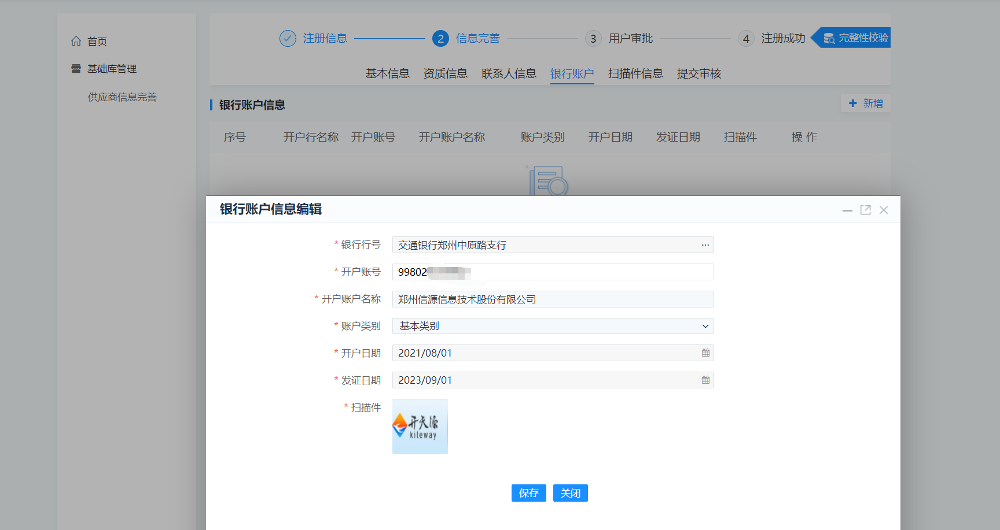 首页
基础库管理
供应商信息完善
注册信息 2 信息完善 3 用户审批 4 注册成功 完整性校验
基本信息 资质信息 联系人信息 银行账户 扫描件信息 提交审核
银行账户信息 新增
序号 开户行名称 开户账号 开户账户名称 账户类别 开户日期 发证日期 扫描件 操 作
银行账户信息编辑
* 银行行号 交通银行郑州中原路支行 ...
* 开户账号 99802
* 开户账户名称 郑州信源信息技术股份有限公司
* 账户类别 基本类别
* 开户日期 2021/08/01
* 发证日期 2023/09/01
* 扫描件
开天源
kiteway
保存 关闭